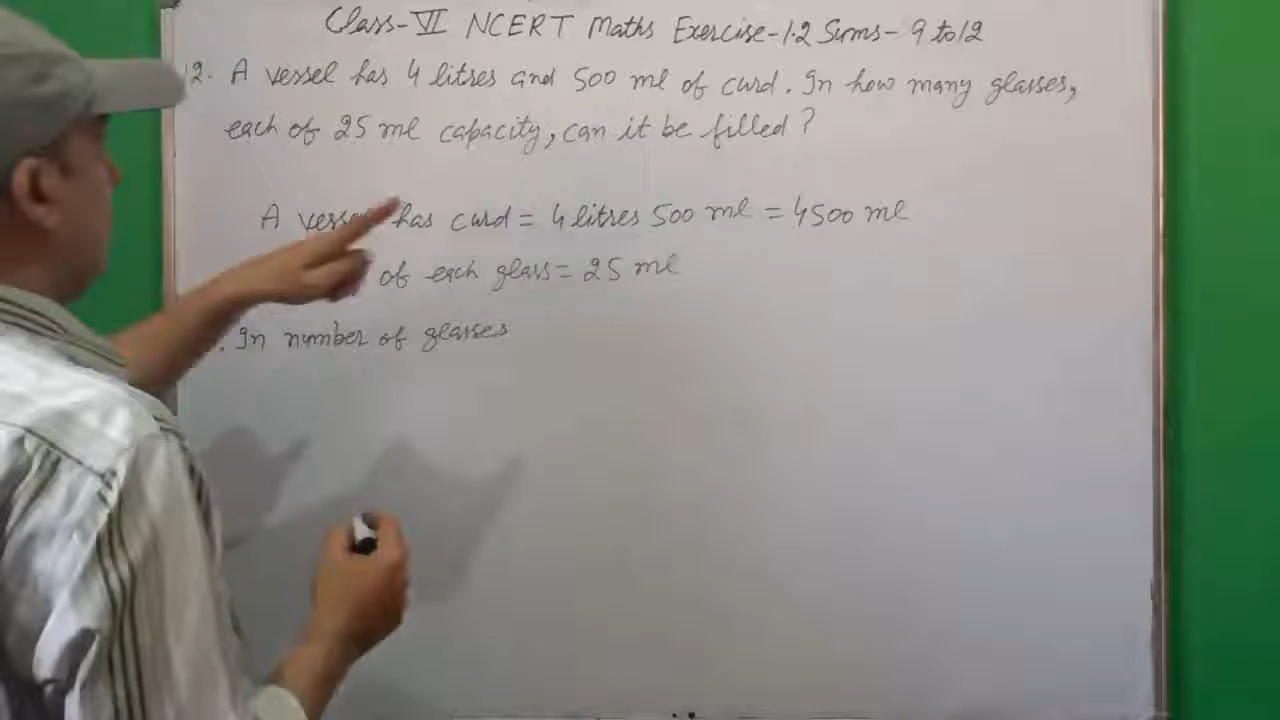 Class-VI NCERT Maths Exercise-1.2 Sums- 9 to 12
12. A vessel has 4 litres and 500 ml of curd. In how many glasses,
each of 25 ml capacity, can it be filled?
A vessel has curd = 4 litres 500 ml = 4500 ml
of each glass = 25 ml
In number of glasses